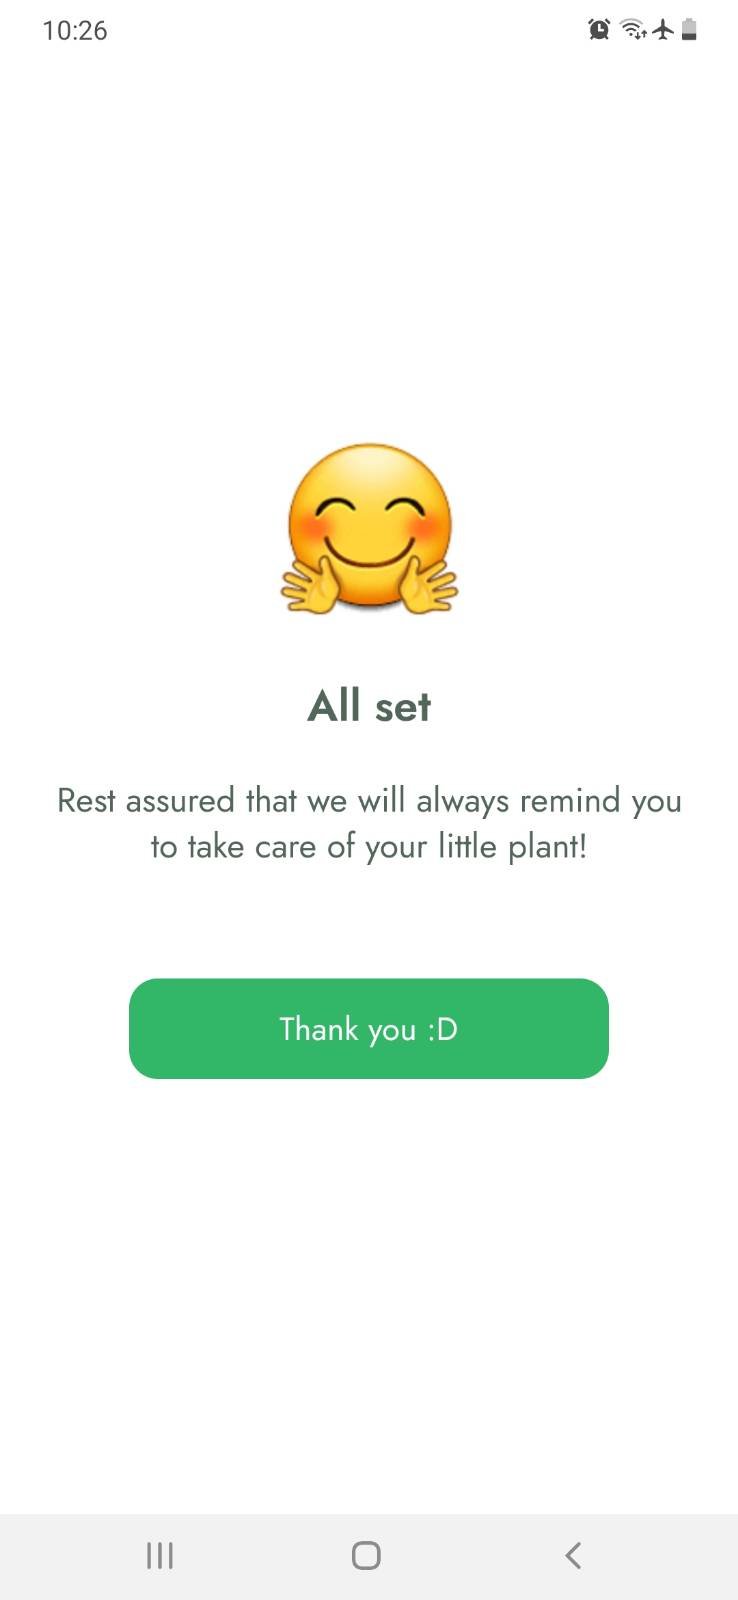 10:26
All set
Rest assured that we will always remind you
to take care of your little plant!
Thank you :D